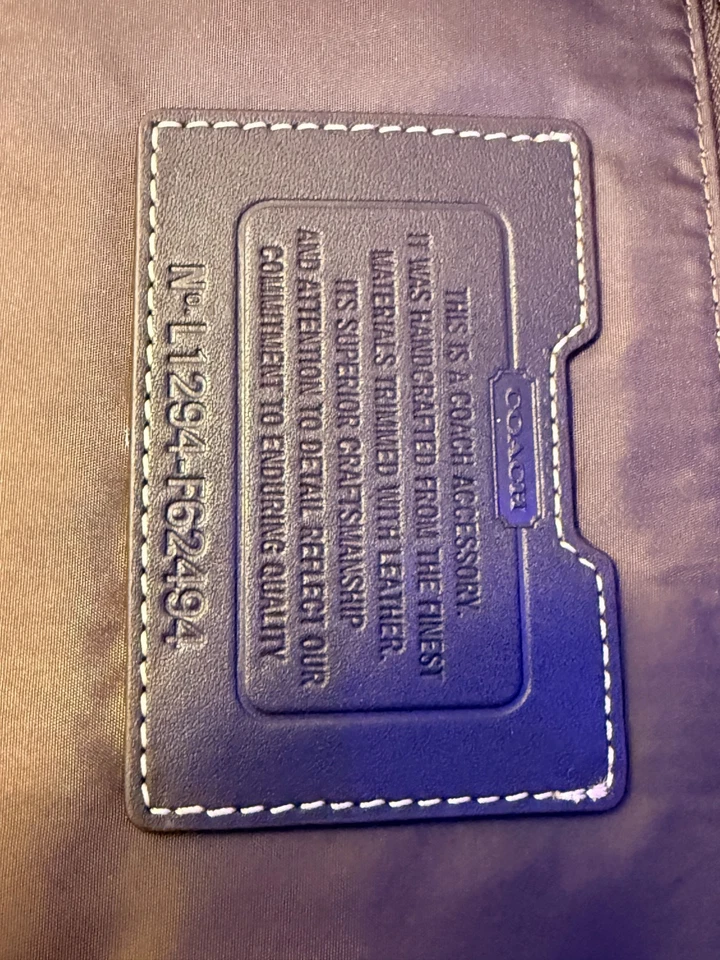 COACH
THIS IS A COACH ACCESSORY.
IT WAS HANDCRAFTED FROM THE FINEST
MATERIALS TRIMMED WITH LEATHER.
ITS SUPERIOR CRAFTSMANSHIP
AND ATTENTION TO DETAIL REFLECT OUR
COMMITMENT TO ENDURING QUALITY
Nº-L1294-F62494